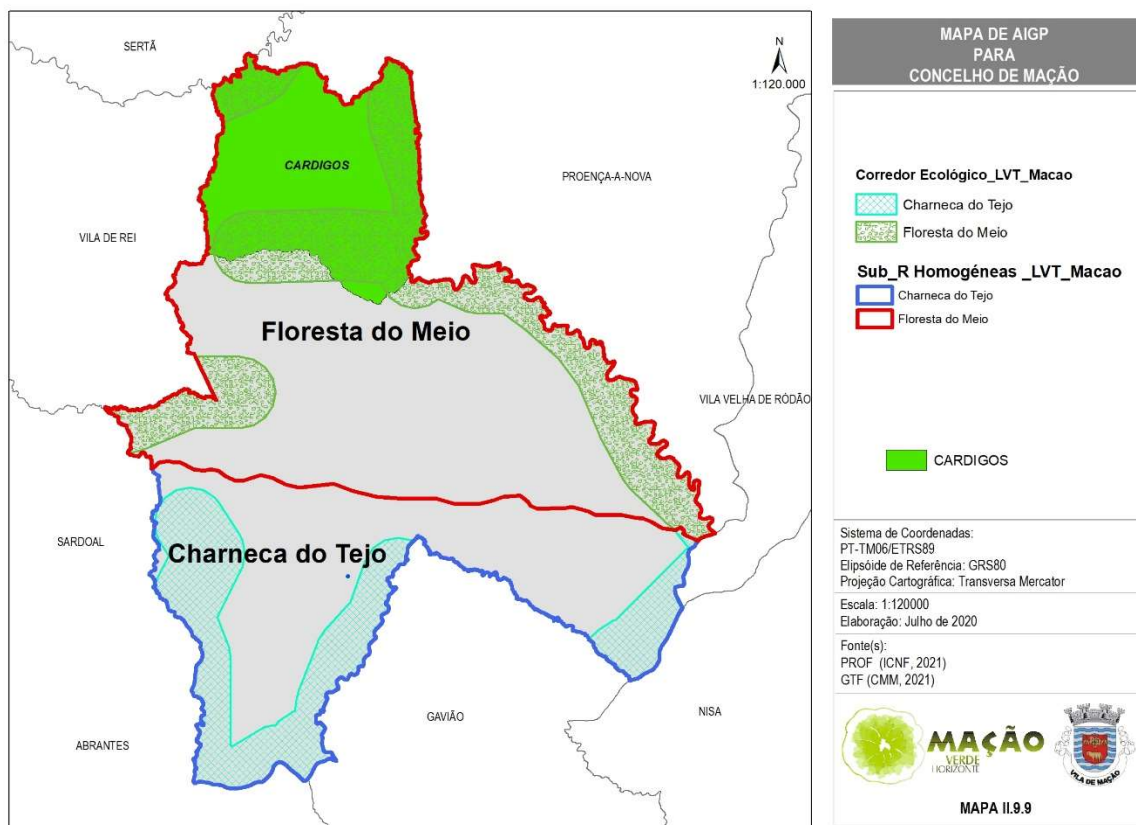 SERTÃ
N
1:120.000
CARDIGOS
PROENÇA-A-NOVA
VILA DE REI
Floresta do Meio
VILA VELHA DE RÓDÃO
SARDOAL
Charneca do Tejo
GAVIÃO
NISA
ABRANTES
MAPA DE AIGP
PARA
CONCELHO DE MAÇÃO
Corredor Ecológico_LVT_Macao
Charneca do Tejo
Floresta do Meio
Sub_R Homogéneas _LVT_Macao
Charneca do Tejo
Floresta do Meio
CARDIGOS
Sistema de Coordenadas:
PT-TM06/ETRS89
Elipsóide de Referência: GRS80
Projeção Cartográfica: Transversa Mercator
Escala: 1:120000
Elaboração: Julho de 2020
Fonte(s):
PROF (ICNF, 2021)
GTF (CMM, 2021)
MAÇÃO
VERDE
HORIZONTE
VILA DE MAÇÃO
MAPA II.9.9